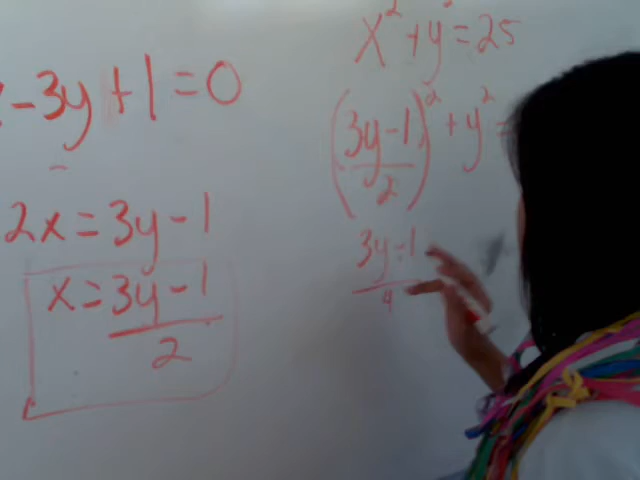 -3y+1=0
2x=3y-1
x=3y-1
2
x²+y²=25
(3y-1)² +y² =
2
3y-1
4